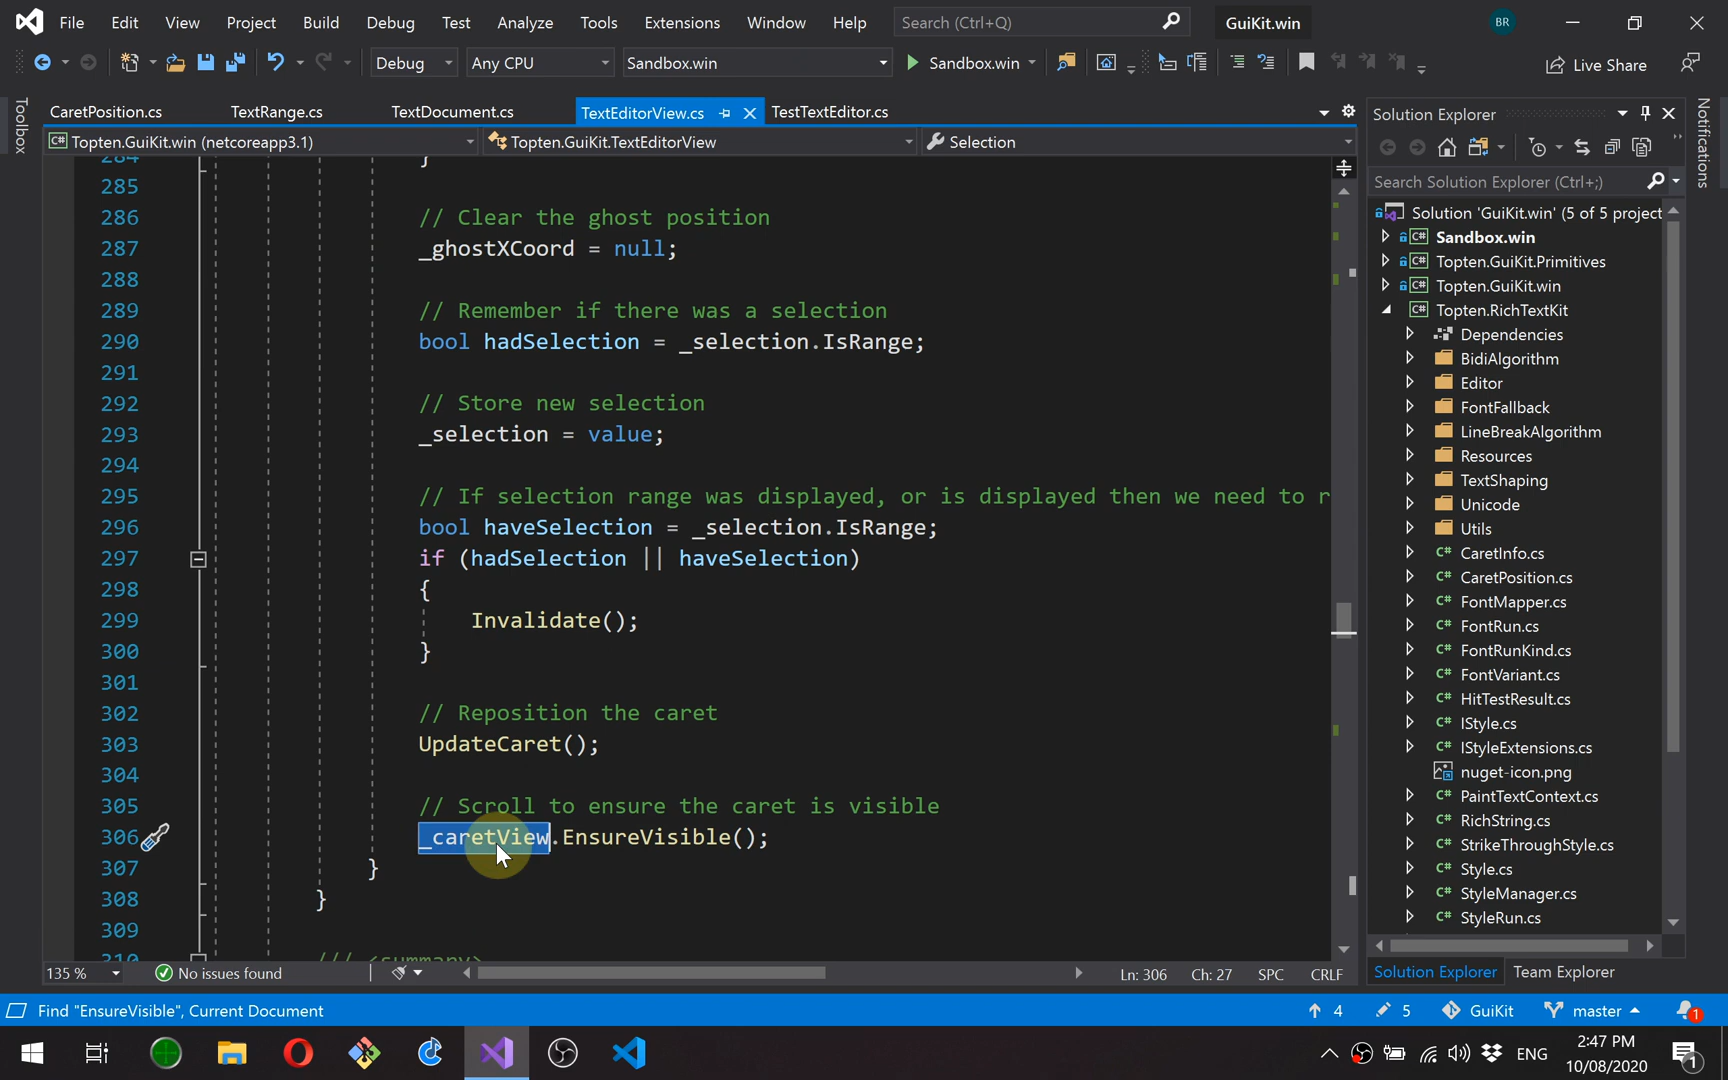 File Edit View Project Build Debug Test Analyze Tools Extensions Window Help Search (Ctrl+Q) GuiKit.win BR
Debug Any CPU Sandbox.win Sandbox.win Live Share
Toolbox
CaretPosition.cs TextRange.cs TextDocument.cs TextEditorView.cs TestTextEditor.cs
C# Topten.GuiKit.win (netcoreapp3.1) Topten.GuiKit.TextEditorView Selection
284 }
285
286 // Clear the ghost position
287 _ghostXCoord = null;
288
289 // Remember if there was a selection
290 bool hadSelection = _selection.IsRange;
291
292 // Store new selection
293 _selection = value;
294
295 // If selection range was displayed, or is displayed then we need to r
296 bool haveSelection = _selection.IsRange;
297 if (hadSelection || haveSelection)
298 {
299 Invalidate();
300 }
301
302 // Reposition the caret
303 UpdateCaret();
304
305 // Scroll to ensure the caret is visible
306 _caretView.EnsureVisible();
307 }
308 }
309
310 /// <summary>
135 % No issues found Ln: 306 Ch: 27 SPC CRLF
Solution Explorer
Search Solution Explorer (Ctrl+;)
Solution 'GuiKit.win' (5 of 5 project
C# Sandbox.win
C# Topten.GuiKit.Primitives
C# Topten.GuiKit.win
C# Topten.RichTextKit
Dependencies
BidiAlgorithm
Editor
FontFallback
LineBreakAlgorithm
Resources
TextShaping
Unicode
Utils
C# CaretInfo.cs
C# CaretPosition.cs
C# FontMapper.cs
C# FontRun.cs
C# FontRunKind.cs
C# FontVariant.cs
C# HitTestResult.cs
C# IStyle.cs
C# IStyleExtensions.cs
nuget-icon.png
C# PaintTextContext.cs
C# RichString.cs
C# StrikeThroughStyle.cs
C# Style.cs
C# StyleManager.cs
C# StyleRun.cs
Solution Explorer Team Explorer
Notifications
Find "EnsureVisible", Current Document 4 5 GuiKit master 1
ENG 2:47 PM
10/08/2020 1